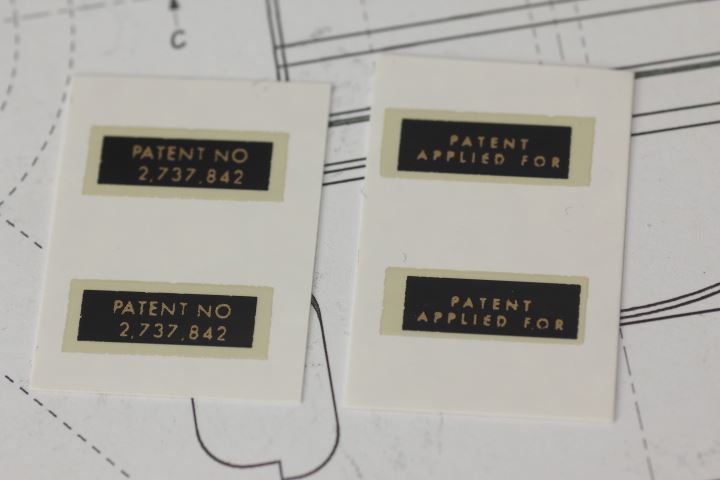 C
PATENT NO
2,737,842
PATENT NO
2,737,842
PATENT
APPLIED FOR
PATENT
APPLIED FOR